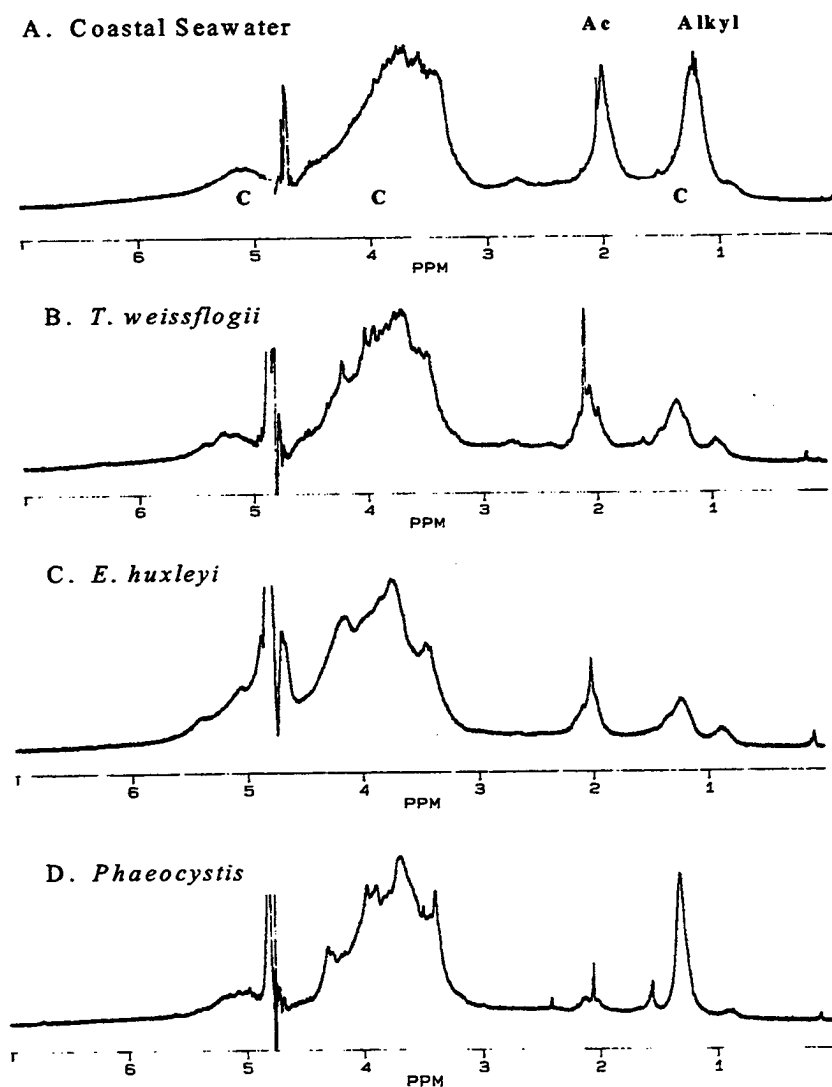 A. Coastal Seawater
Ac
Alkyl
C
C
C
6 5 4 3 2 1
PPM
B. T. weissflogii
6 5 4 3 2 1
PPM
C. E. huxleyi
6 5 4 3 2 1
PPM
D. Phaeocystis
6 5 4 3 2 1
PPM